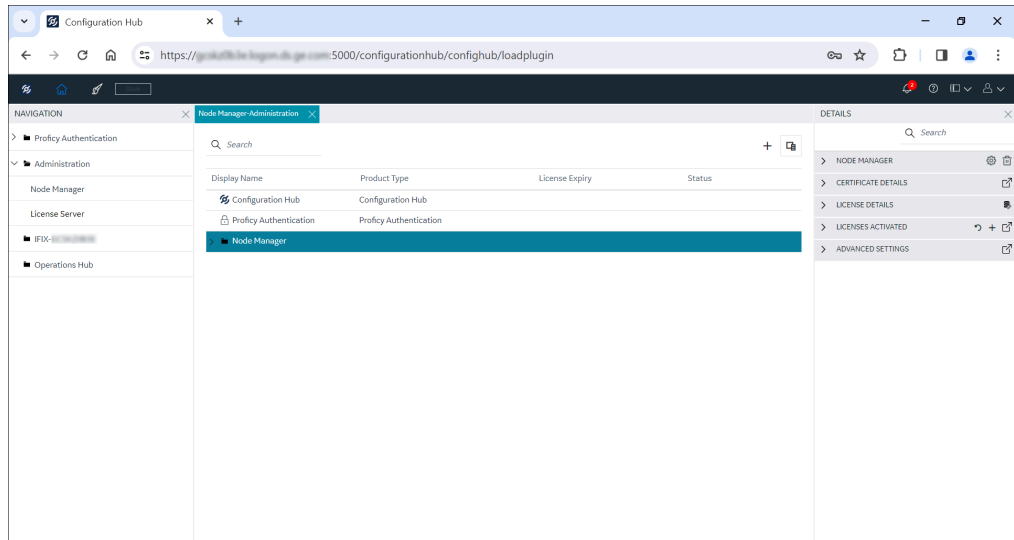 Configuration Hub
https:// :5000/configurationhub/confighub/loadplugin
2
NAVIGATION
Proficy Authentication
Administration
Node Manager
License Server
IFIX-
Operations Hub
Node Manager-Administration
Search
Display Name Product Type License Expiry Status
Configuration Hub Configuration Hub
Proficy Authentication Proficy Authentication
Node Manager
DETAILS
Search
NODE MANAGER
CERTIFICATE DETAILS
LICENSE DETAILS
LICENSES ACTIVATED
ADVANCED SETTINGS